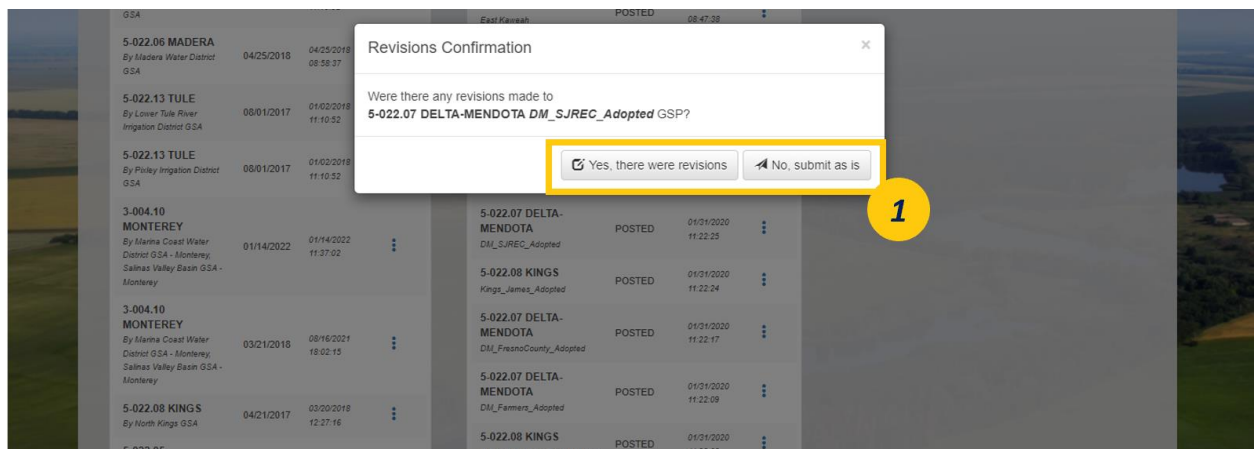 GSA
5-022.06 MADERA
By Madera Water District
GSA
04/25/2018
04/25/2018
08:58:37
5-022.13 TULE
By Lower Tule River
Irrigation District GSA
08/01/2017
01/02/2018
11:10:52
5-022.13 TULE
By Pixley Irrigation District
GSA
08/01/2017
01/02/2018
11:10:52
3-004.10
MONTEREY
By Marina Coast Water
District GSA - Monterey,
Salinas Valley Basin GSA -
Monterey
01/14/2022
01/14/2022
11:37:02
3-004.10
MONTEREY
By Marina Coast Water
District GSA - Monterey,
Salinas Valley Basin GSA -
Monterey
03/21/2018
08/16/2021
18:02:15
5-022.08 KINGS
By North Kings GSA
04/21/2017
03/20/2018
12:27:16
East Kaweah
POSTED
08:47:38
Revisions Confirmation
×
Were there any revisions made to
5-022.07 DELTA-MENDOTA DM_SJREC_Adopted GSP?
Yes, there were revisions
No, submit as is
1
5-022.07 DELTA-
MENDOTA
DM_SJREC_Adopted
POSTED
01/31/2020
11:22:25
5-022.08 KINGS
Kings_James_Adopted
POSTED
01/31/2020
11:22:24
5-022.07 DELTA-
MENDOTA
DM_FresnoCounty_Adopted
POSTED
01/31/2020
11:22:17
5-022.07 DELTA-
MENDOTA
DM_Farmers_Adopted
POSTED
01/31/2020
11:22:09
5-022.08 KINGS
POSTED
01/31/2020